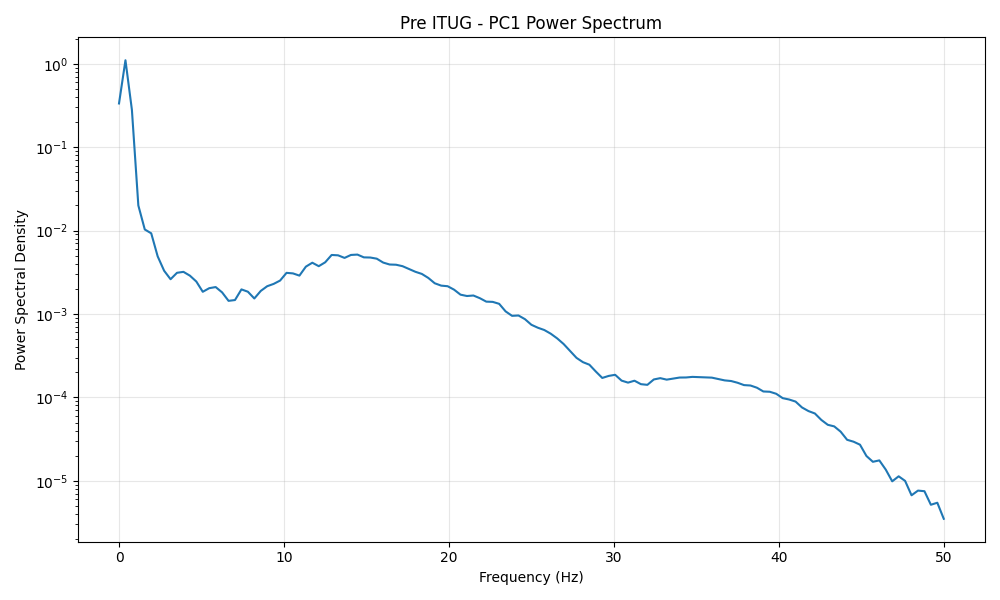 Pre ITUG - PC1 Power Spectrum
Power Spectral Density
10⁰
10⁻¹
10⁻²
10⁻³
10⁻⁴
10⁻⁵
0 10 20 30 40 50
Frequency (Hz)